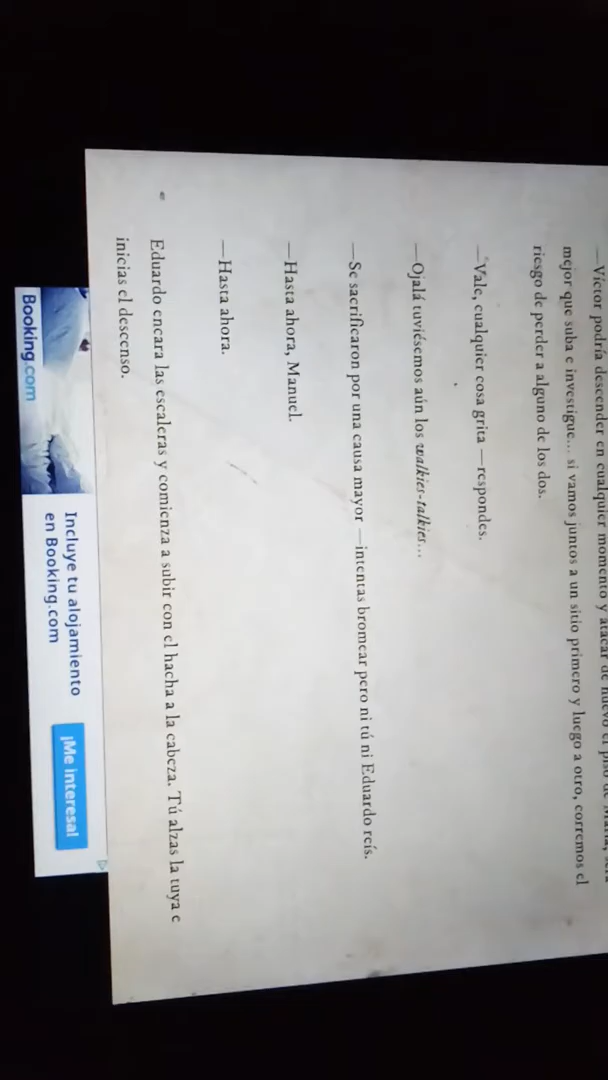 —Víctor podría descender en cualquier momento y atacar de nuevo el piso de María, será
mejor que suba e investigue... si vamos juntos a un sitio primero y luego a otro, corremos el
riesgo de perder a alguno de los dos.
—Vale, cualquier cosa grita —respondes.
—Ojalá tuviésemos aún los walkies-talkies...
—Se sacrificaron por una causa mayor —intentas bromear pero ni tú ni Eduardo reís.
—Hasta ahora, Manuel.
—Hasta ahora.
Eduardo encara las escaleras y comienza a subir con el hacha a la cabeza. Tú alzas la tuya e
inicias el descenso.
Booking.com
Incluye tu alojamiento
en Booking.com
¡Me interesa!